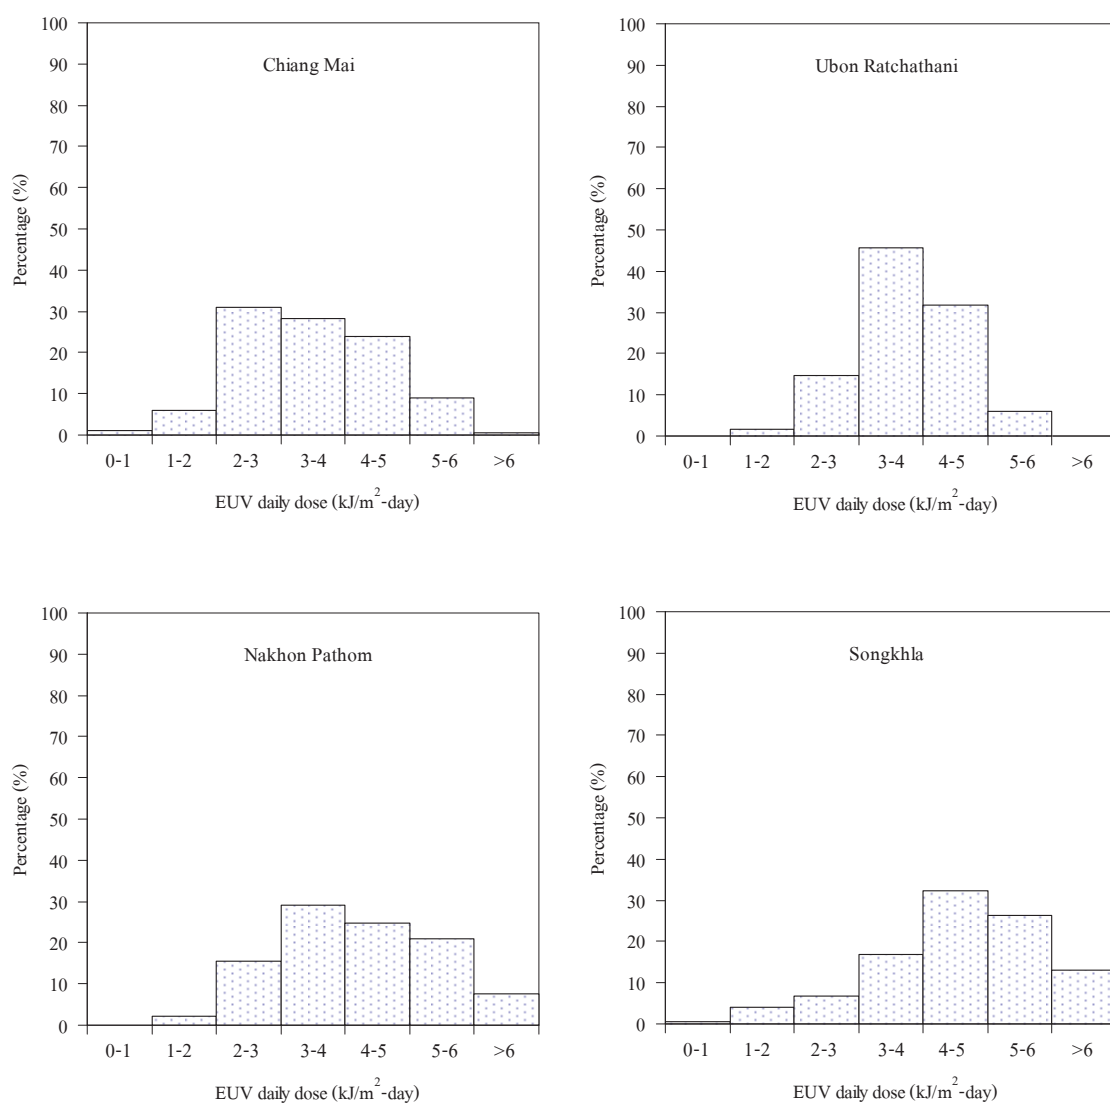 Chiang Mai
Percentage (%)
100
90
80
70
60
50
40
30
20
10
0
0-1 1-2 2-3 3-4 4-5 5-6 >6
EUV daily dose (kJ/m²-day)
Ubon Ratchathani
Percentage (%)
100
90
80
70
60
50
40
30
20
10
0
0-1 1-2 2-3 3-4 4-5 5-6 >6
EUV daily dose (kJ/m²-day)
Nakhon Pathom
Percentage (%)
100
90
80
70
60
50
40
30
20
10
0
0-1 1-2 2-3 3-4 4-5 5-6 >6
EUV daily dose (kJ/m²-day)
Songkhla
Percentage (%)
100
90
80
70
60
50
40
30
20
10
0
0-1 1-2 2-3 3-4 4-5 5-6 >6
EUV daily dose (kJ/m²-day)